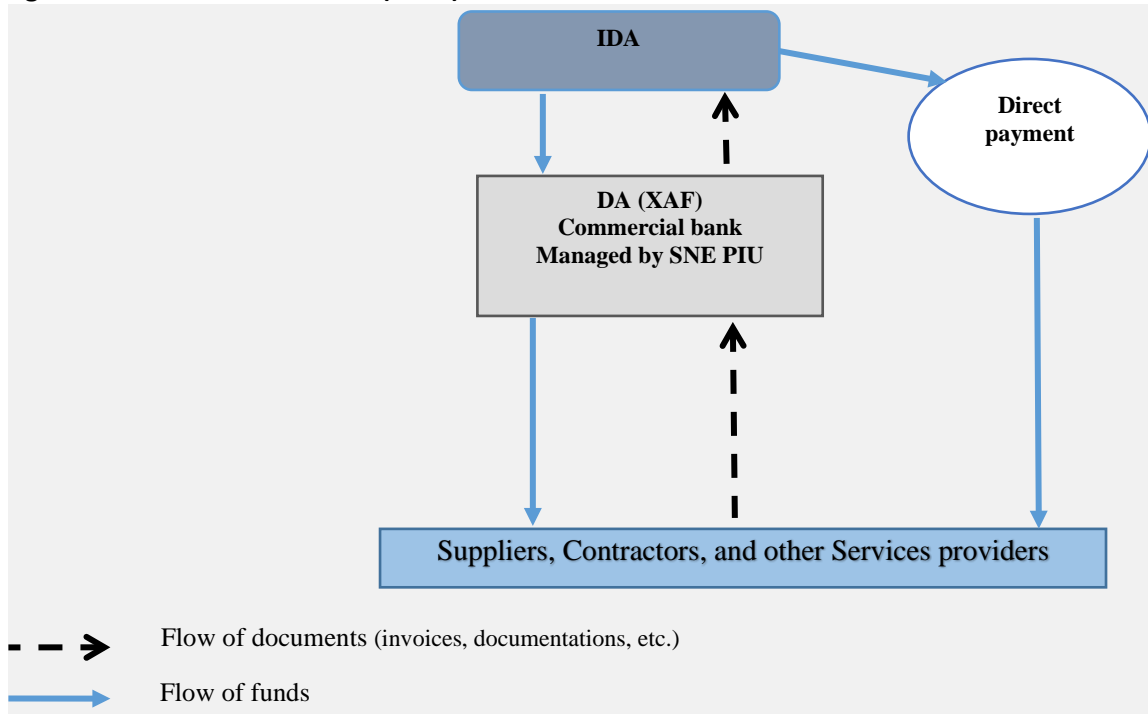 IDA
Direct
payment
DA (XAF)
Commercial bank
Managed by SNE PIU
Suppliers, Contractors, and other Services providers
Flow of documents (invoices, documentations, etc.)
Flow of funds